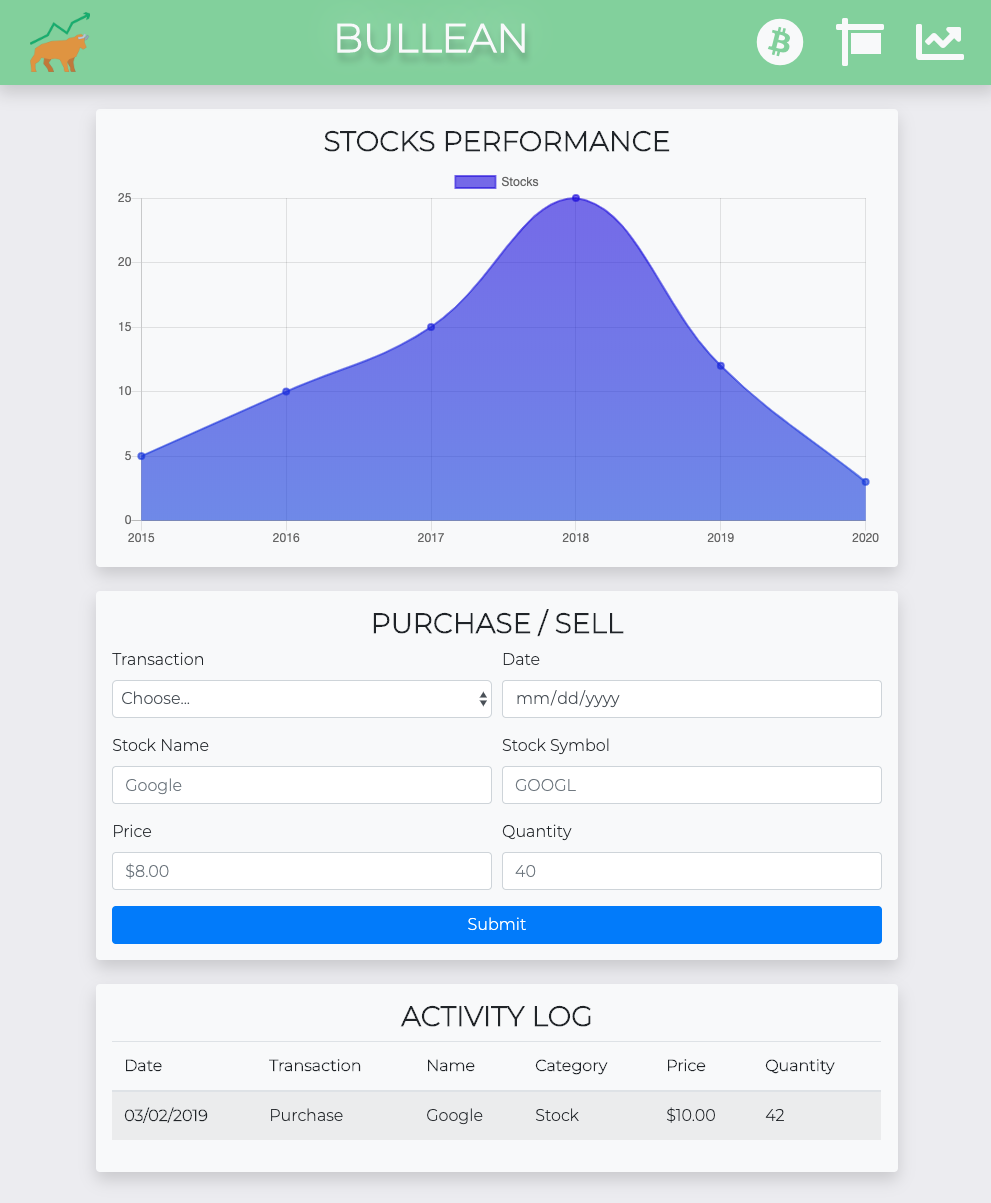 BULLEAN
STOCKS PERFORMANCE
Stocks
25
20
15
10
5
0
2015 2016 2017 2018 2019 2020
PURCHASE / SELL
Transaction Date
Choose... mm/dd/yyyy
Stock Name Stock Symbol
Google GOOGL
Price Quantity
$8.00 40
Submit
ACTIVITY LOG
Date Transaction Name Category Price Quantity
03/02/2019 Purchase Google Stock $10.00 42